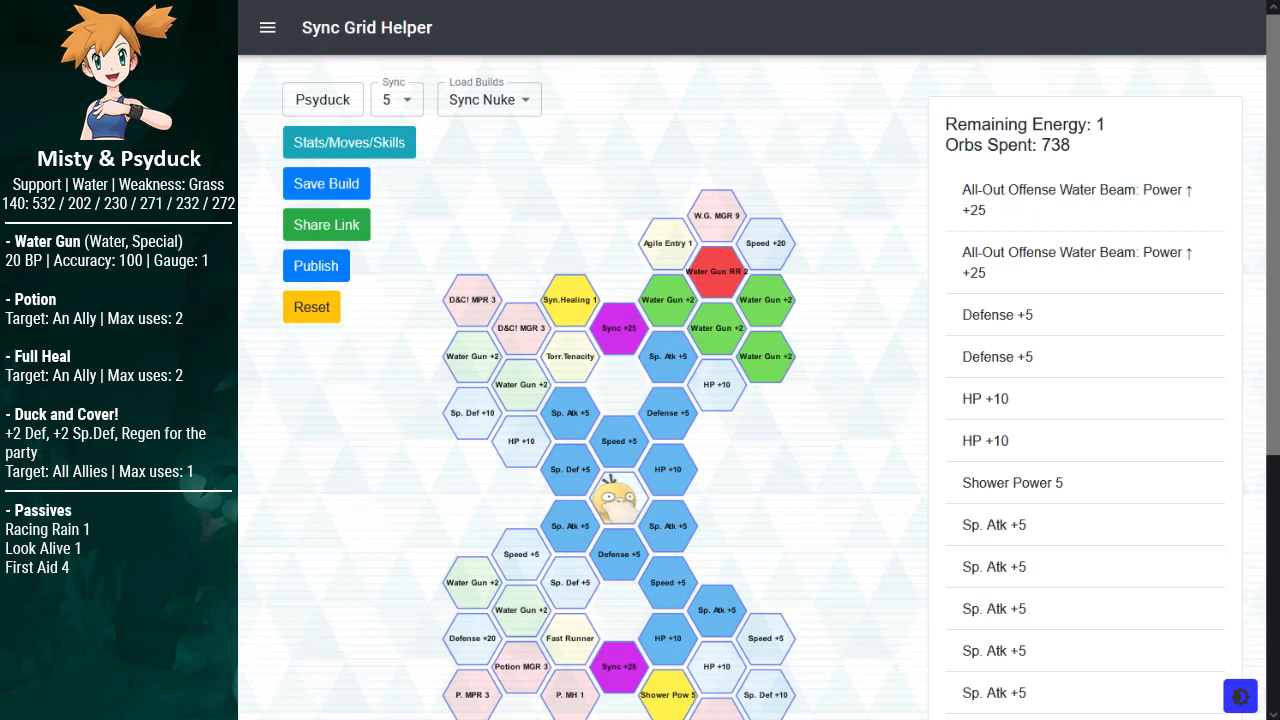 Misty & Psyduck
Support | Water | Weakness: Grass
140: 532 / 202 / 230 / 271 / 232 / 272
- Water Gun (Water, Special)
20 BP | Accuracy: 100 | Gauge: 1
- Potion
Target: An Ally | Max uses: 2
- Full Heal
Target: An Ally | Max uses: 2
- Duck and Cover!
+2 Def, +2 Sp.Def, Regen for the
party
Target: All Allies | Max uses: 1
- Passives
Racing Rain 1
Look Alive 1
First Aid 4
Sync Grid Helper
Psyduck
Sync
5
Load Builds
Sync Nuke
Stats/Moves/Skills
Save Build
Share Link
Publish
Reset
W.G. MGR 9
Agile Entry 1
Speed +20
Water Gun RR 2
D&C! MPR 3
Syn.Healing 1
Water Gun +2
Water Gun +2
D&C! MGR 3
Sync +25
Water Gun +2
Water Gun +2
Torr.Tenacity
Sp. Atk +5
Water Gun +2
Water Gun +2
HP +10
Sp. Def +10
Sp. Atk +5
Defense +5
HP +10
Speed +5
Sp. Def +5
HP +10
Sp. Atk +5
Sp. Atk +5
Speed +5
Defense +5
Water Gun +2
Sp. Def +5
Speed +5
Water Gun +2
Sp. Atk +5
Defense +20
Fast Runner
HP +10
Speed +5
Potion MGR 3
Sync +25
HP +10
P. MPR 3
P. MH 1
Shower Pow 5
Sp. Def +10
Remaining Energy: 1
Orbs Spent: 738
All-Out Offense Water Beam: Power ↑
+25
All-Out Offense Water Beam: Power ↑
+25
Defense +5
Defense +5
HP +10
HP +10
Shower Power 5
Sp. Atk +5
Sp. Atk +5
Sp. Atk +5
Sp. Atk +5
Sp. Atk +5